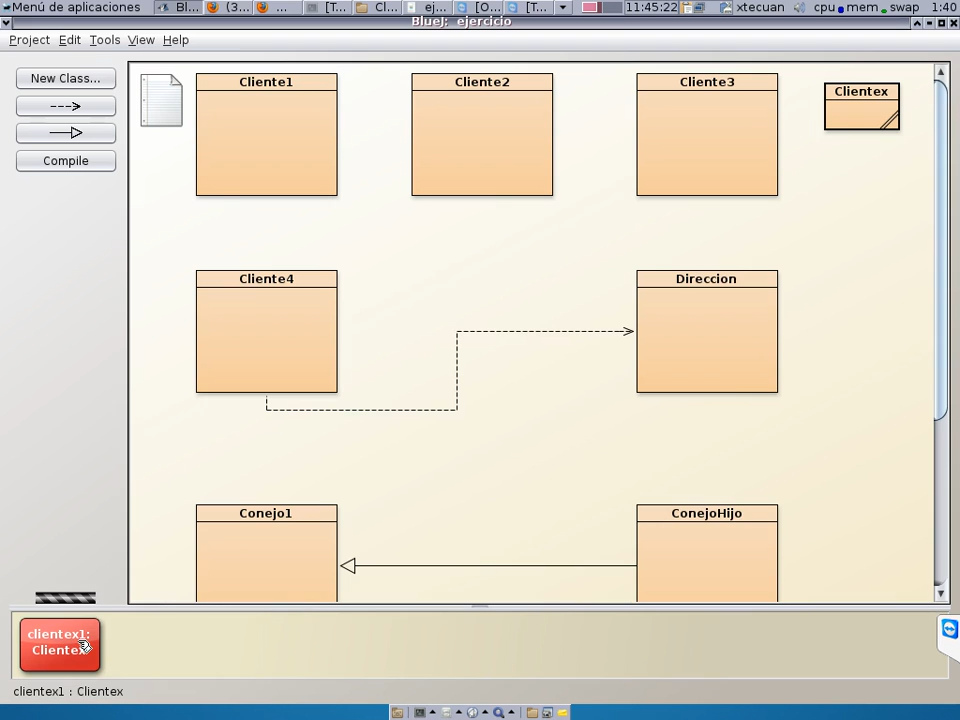 Menú de aplicaciones Bl... (3... ... [T... Cl... ej... [O... [T... 11:45:22 xtecuan cpu mem swap 1:40
BlueJ: ejercicio
Project Edit Tools View Help
New Class...
Compile
Cliente1 Cliente2 Cliente3 Clientex
Cliente4 Direccion
Conejo1 ConejoHijo
clientex1:
Clientex
clientex1 : Clientex